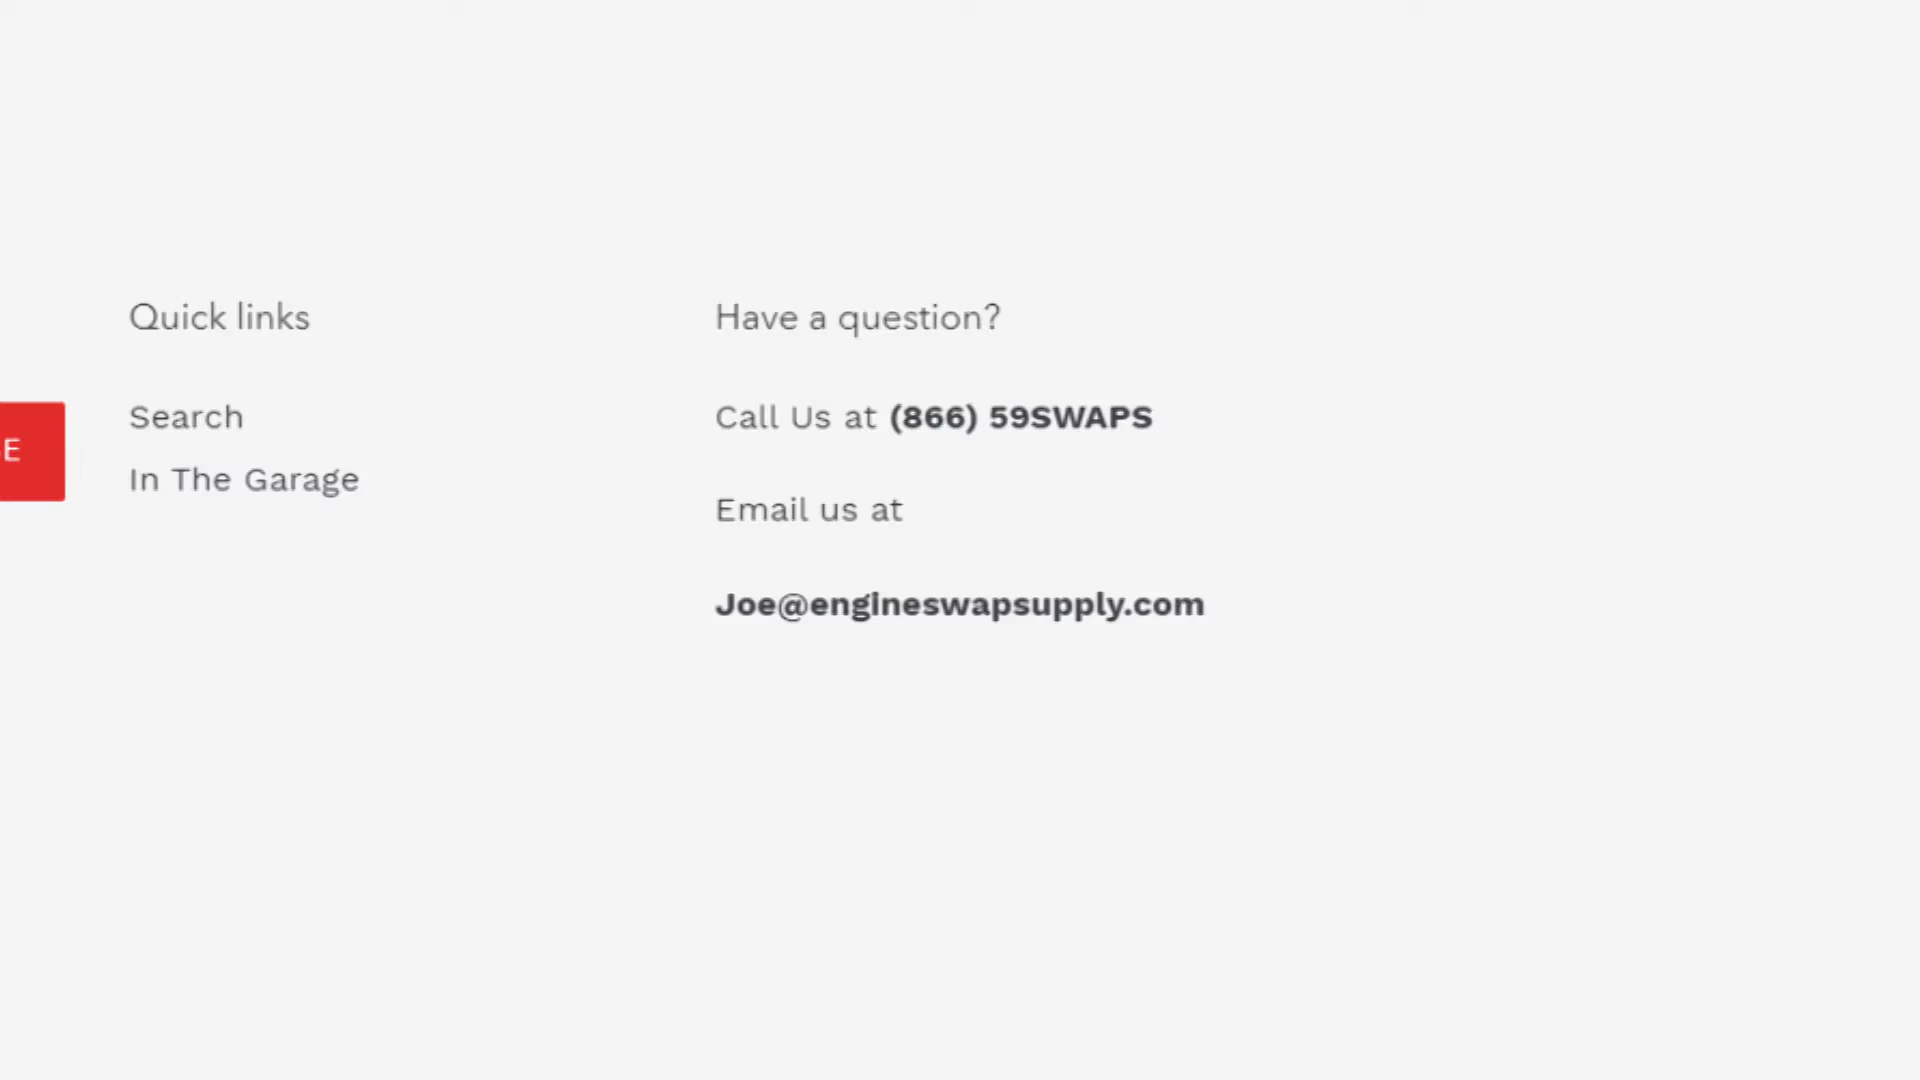 Quick links
Search
In The Garage
Have a question?
Call Us at (866) 59SWAPS
Email us at
Joe@engineswapsupply.com